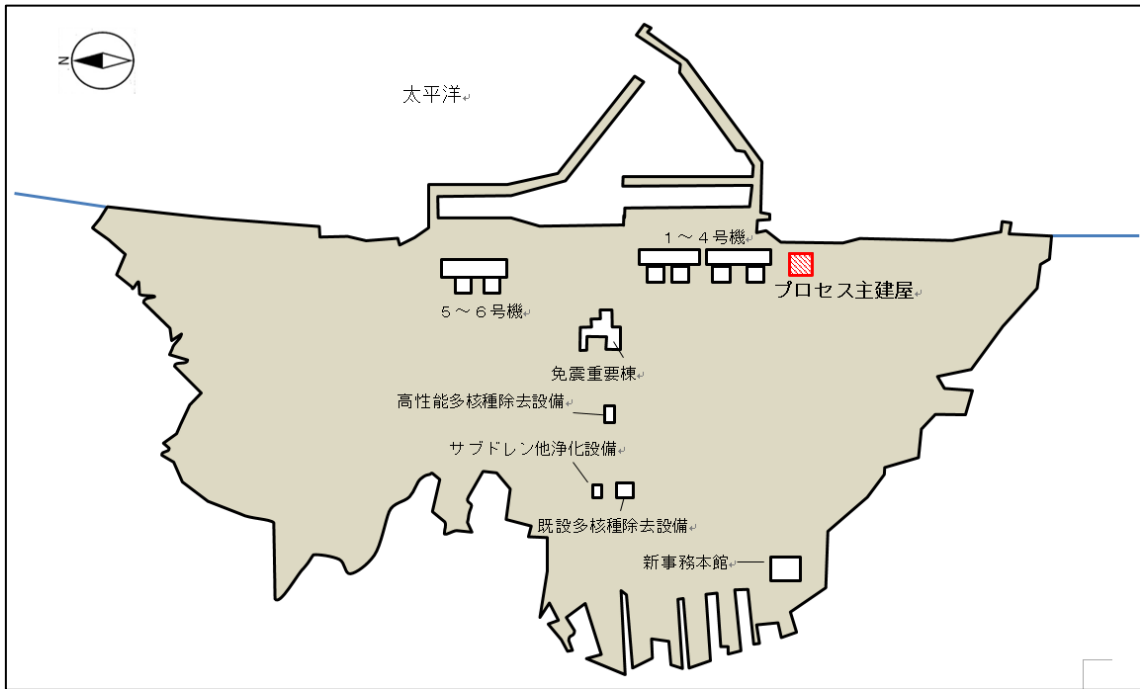 N
太平洋
1~4号機
プロセス主建屋
5~6号機
免震重要棟
高性能多核種除去設備
サブドレン他浄化設備
既設多核種除去設備
新事務本館